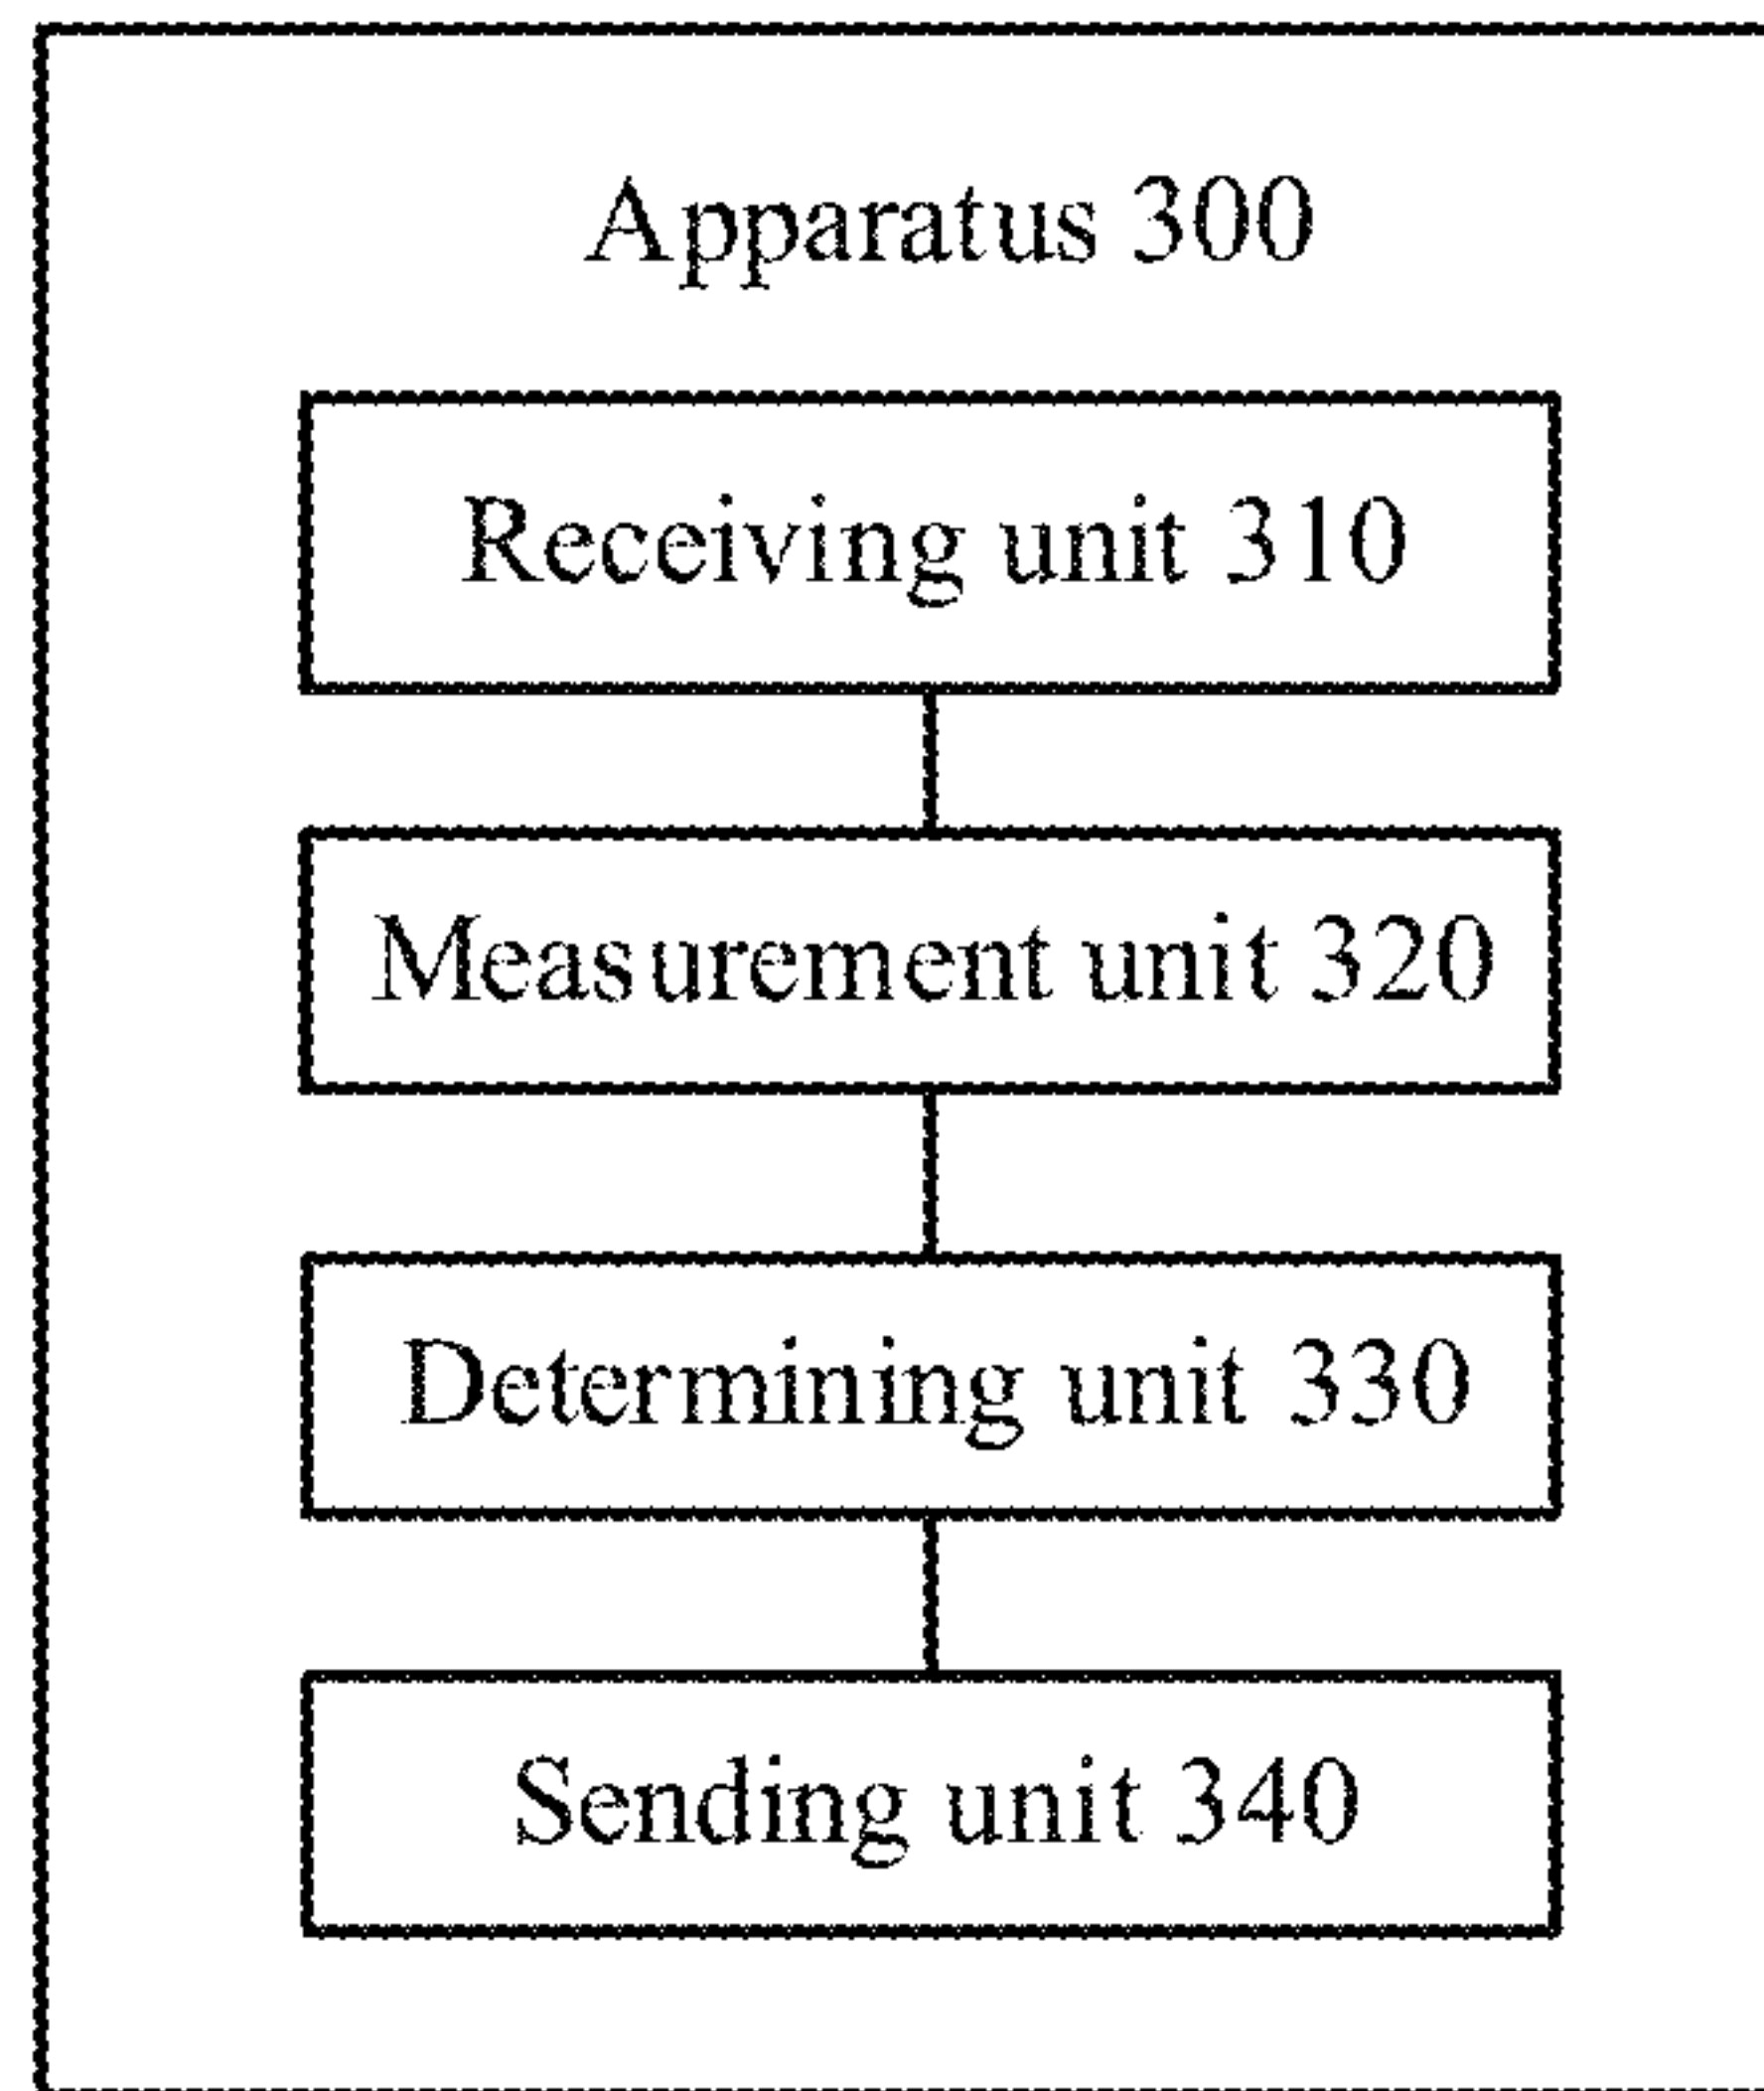 Apparatus 300
Receiving unit 310
Measurement unit 320
Determining unit 330
Sending unit 340